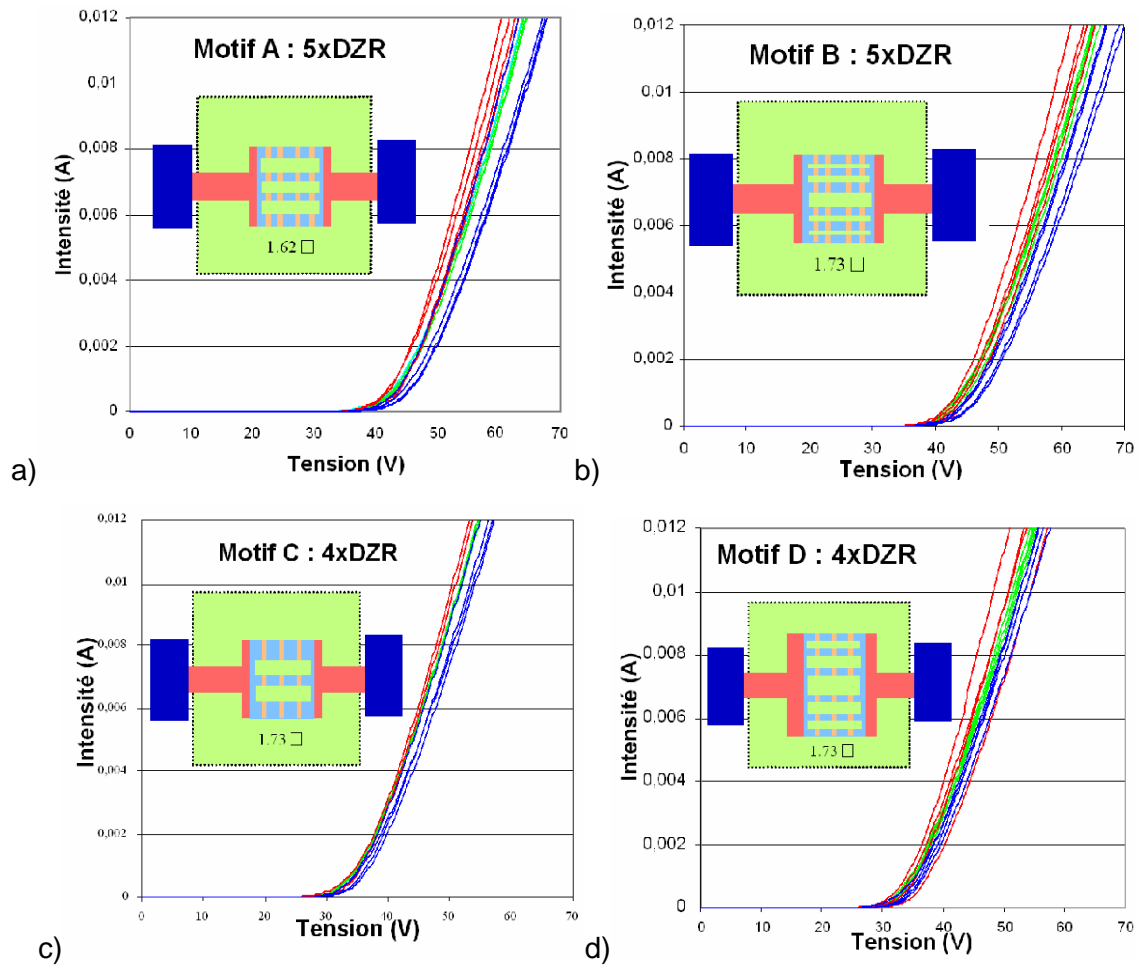 0,012
0,01
0,008
0,006
0,004
0,002
0
Intensité (A)
Motif A : 5xDZR
1.62 □
0 10 20 30 40 50 60 70
Tension (V)
a)
0,012
0,01
0,008
0,006
0,004
0,002
0
Intensité (A)
Motif B : 5xDZR
1.73 □
0 10 20 30 40 50 60 70
Tension (V)
b)
0,012
0,01
0,008
0,006
0,004
0,002
0
Intensité (A)
Motif C : 4xDZR
1.73 □
0 10 20 30 40 50 60 70
Tension (V)
c)
0,012
0,01
0,008
0,006
0,004
0,002
0
Intensité (A)
Motif D : 4xDZR
1.73 □
0 10 20 30 40 50 60 70
Tension (V)
d)